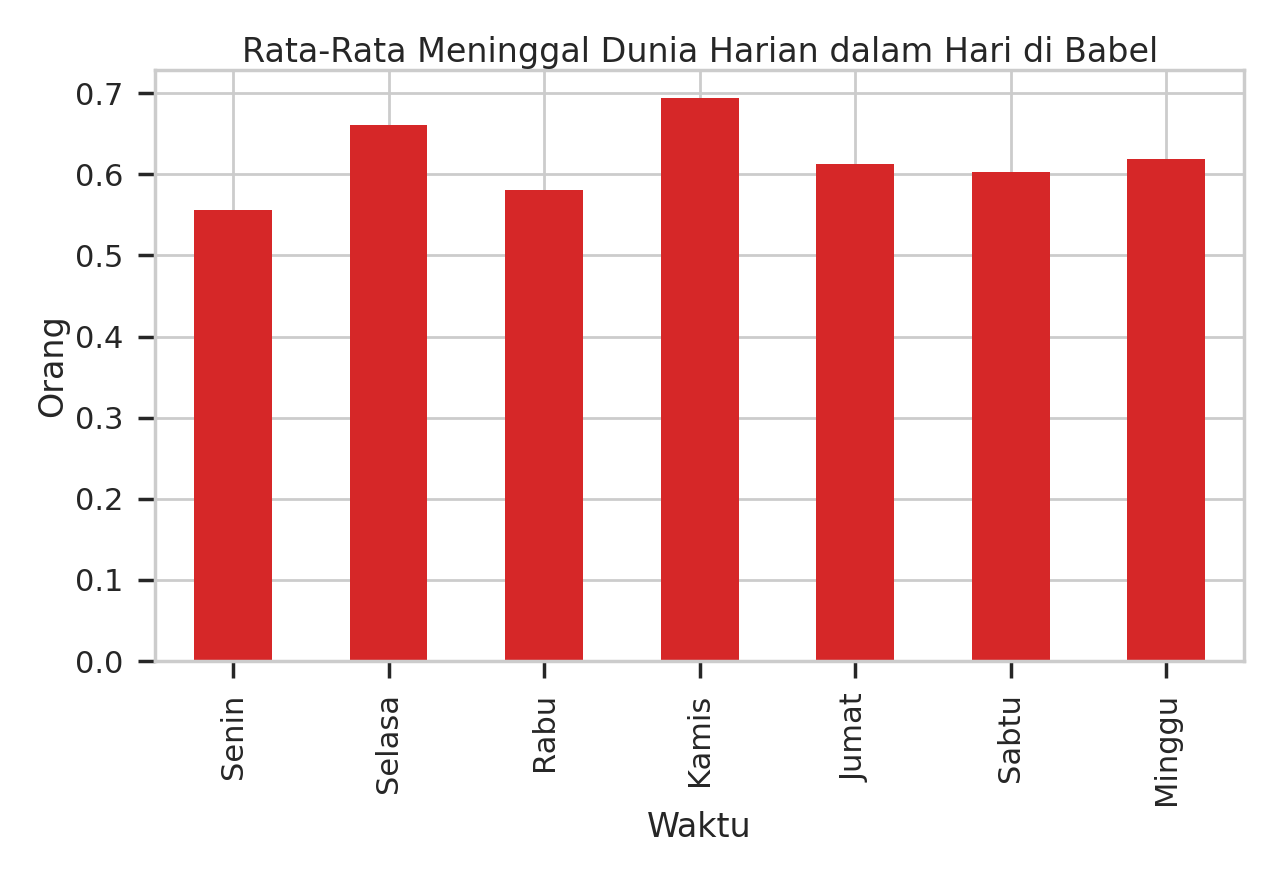 Rata-Rata Meninggal Dunia Harian dalam Hari di Babel
0.7
0.6
0.5
0.4
0.3
0.2
0.1
0.0
Orang
Senin
Selasa
Rabu
Kamis
Jumat
Sabtu
Minggu
Waktu